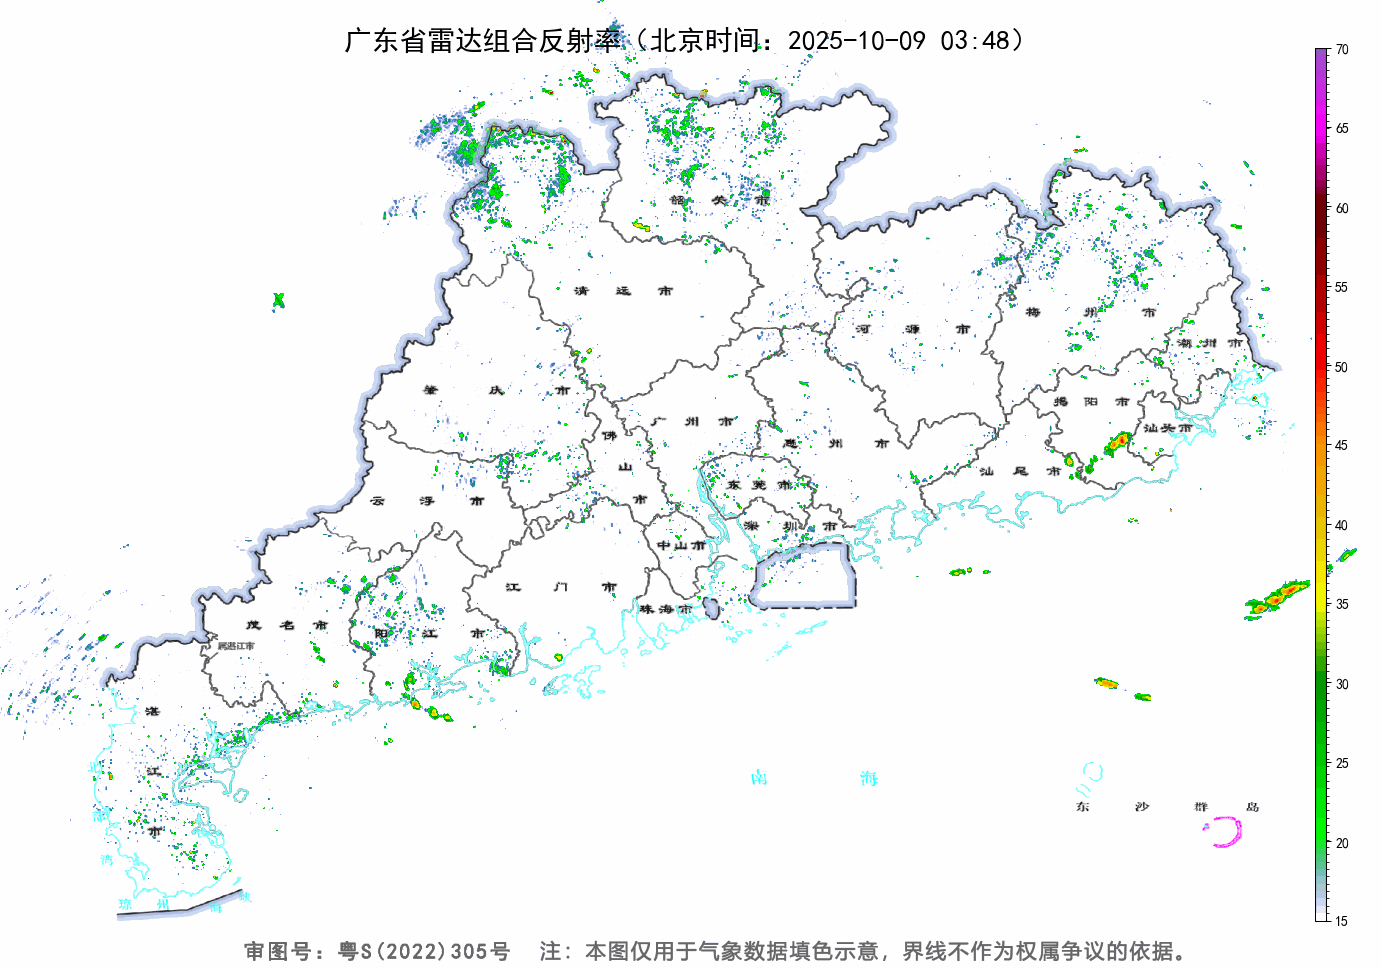 广东省雷达组合反射率（北京时间：2025-10-09 03:48）
70
65
60
55
50
45
40
35
30
25
20
15
韶关市
清远市
河源市
梅州市
潮州市
肇庆市
广州市
揭阳市
汕头市
佛山市
惠州市
东莞市
汕尾市
云浮市
深圳市
中山市
江门市
珠海市
茂名市
阳江市
属湛江市
湛江市
南海
东沙群岛
北部湾
琼州海峡
审图号：粤S(2022)305号 注：本图仅用于气象数据填色示意，界线不作为权属争议的依据。